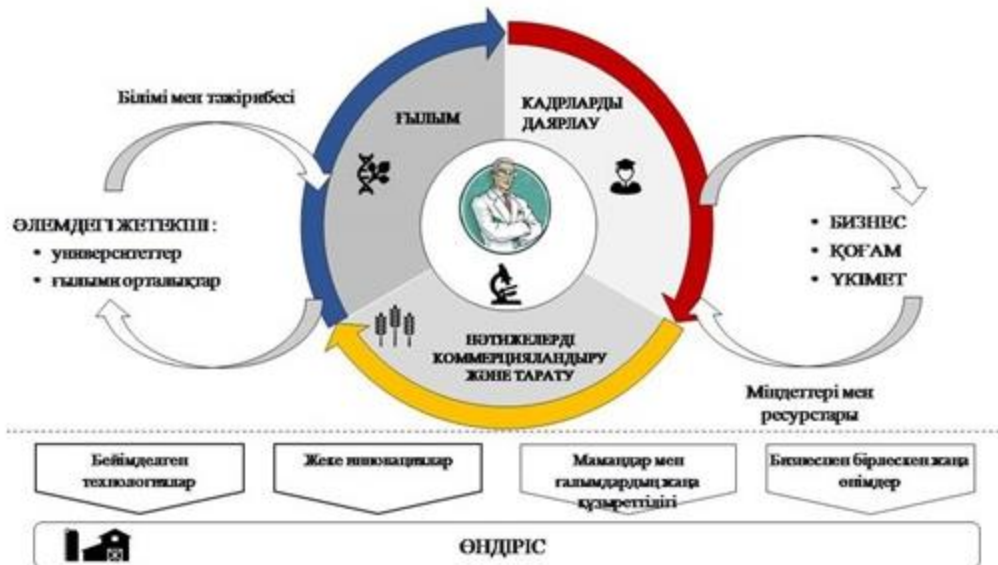 Білімі мен тәжірибесі
ҒЫЛЫМ
КАДРЛАРДЫ
ДАЯРЛАУ
ӘЛЕМДЕГІ ЖЕТЕКШІ :
• университеттер
• ғылыми орталықтар
• БИЗНЕС
• ҚОҒАМ
• ҮКІМЕТ
НӘТИЖЕЛЕРДІ
КОММЕРЦИЯЛАНДЫРУ
ЖӘНЕ ТАРАТУ
Міндеттері мен
ресурстары
Бейімделген
технологиялар
Жеке инновациялар
Мамандар мен
ғалымдардың жаңа
құзыреттілігі
Бизнеспен бірлескен жаңа
өнімдер
ӨНДІРІС